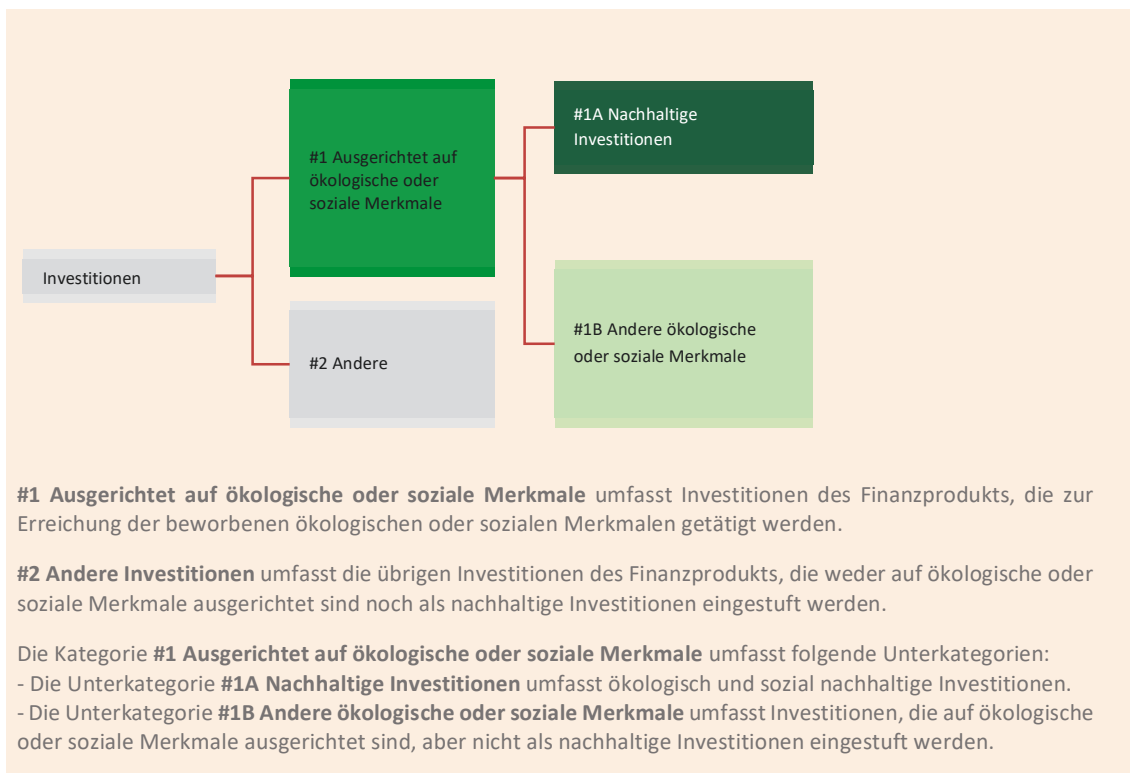 #1A Nachhaltige
Investitionen
#1 Ausgerichtet auf
ökologische oder
soziale Merkmale
Investitionen
#1B Andere ökologische
oder soziale Merkmale
#2 Andere
#1 Ausgerichtet auf ökologische oder soziale Merkmale umfasst Investitionen des Finanzprodukts, die zur
Erreichung der beworbenen ökologischen oder sozialen Merkmalen getätigt werden.
#2 Andere Investitionen umfasst die übrigen Investitionen des Finanzprodukts, die weder auf ökologische oder
soziale Merkmale ausgerichtet sind noch als nachhaltige Investitionen eingestuft werden.
Die Kategorie #1 Ausgerichtet auf ökologische oder soziale Merkmale umfasst folgende Unterkategorien:
- Die Unterkategorie #1A Nachhaltige Investitionen umfasst ökologisch und sozial nachhaltige Investitionen.
- Die Unterkategorie #1B Andere ökologische oder soziale Merkmale umfasst Investitionen, die auf ökologische
oder soziale Merkmale ausgerichtet sind, aber nicht als nachhaltige Investitionen eingestuft werden.